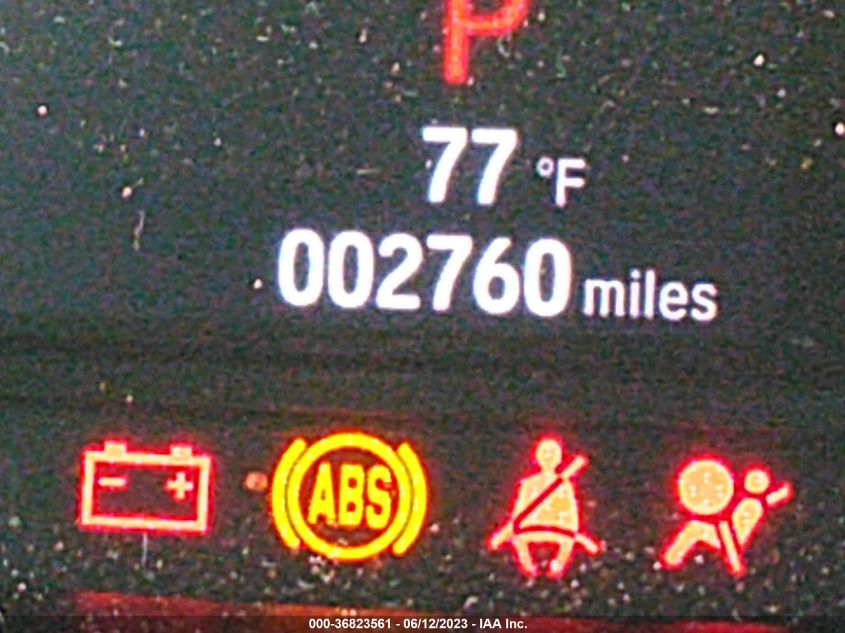 P
77 °F
002760 miles
- +
ABS
000-36823561 - 06/12/2023 - IAA Inc.